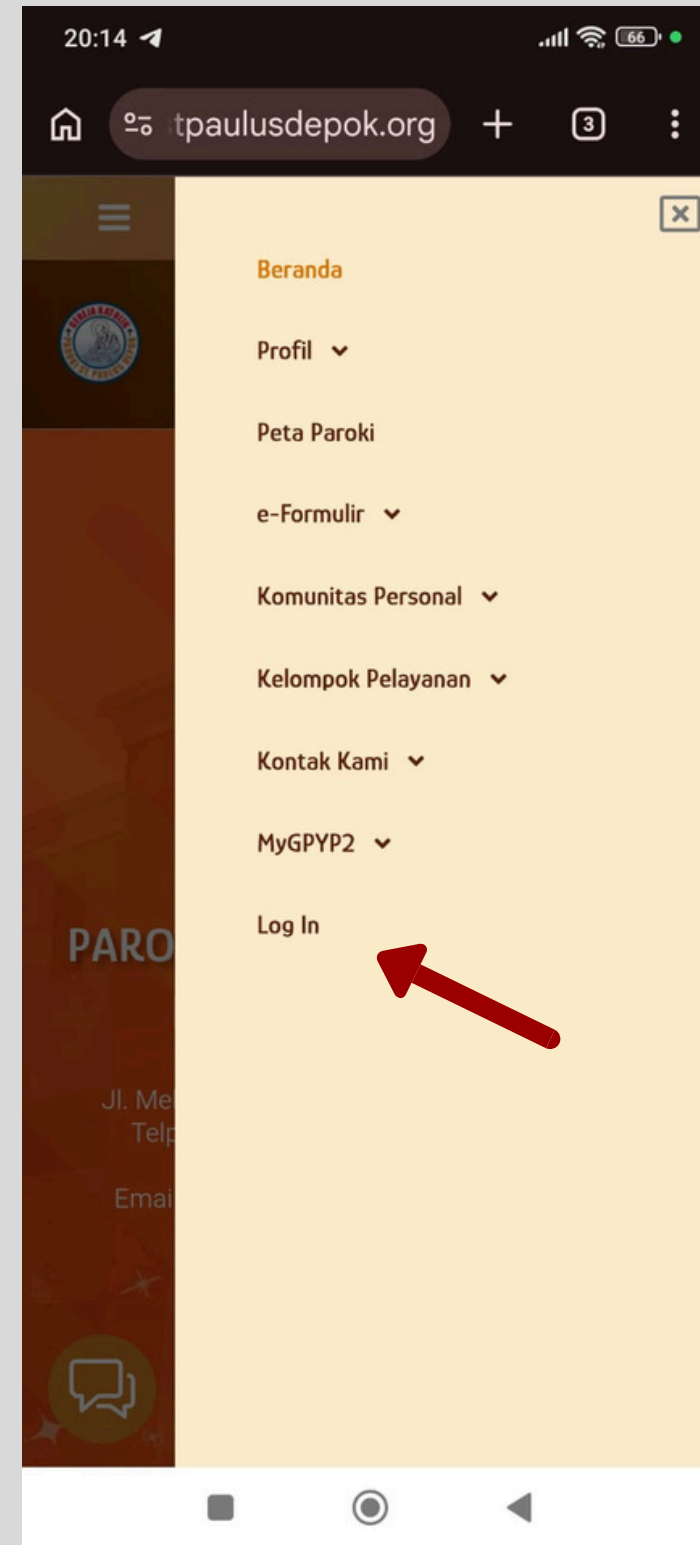 20:14
66
tpaulusdepok.org
3
Beranda
Profil
Peta Paroki
e-Formulir
Komunitas Personal
Kelompok Pelayanan
Kontak Kami
MyGPYP2
Log In
PARO
Jl. Me
Telp
Emai